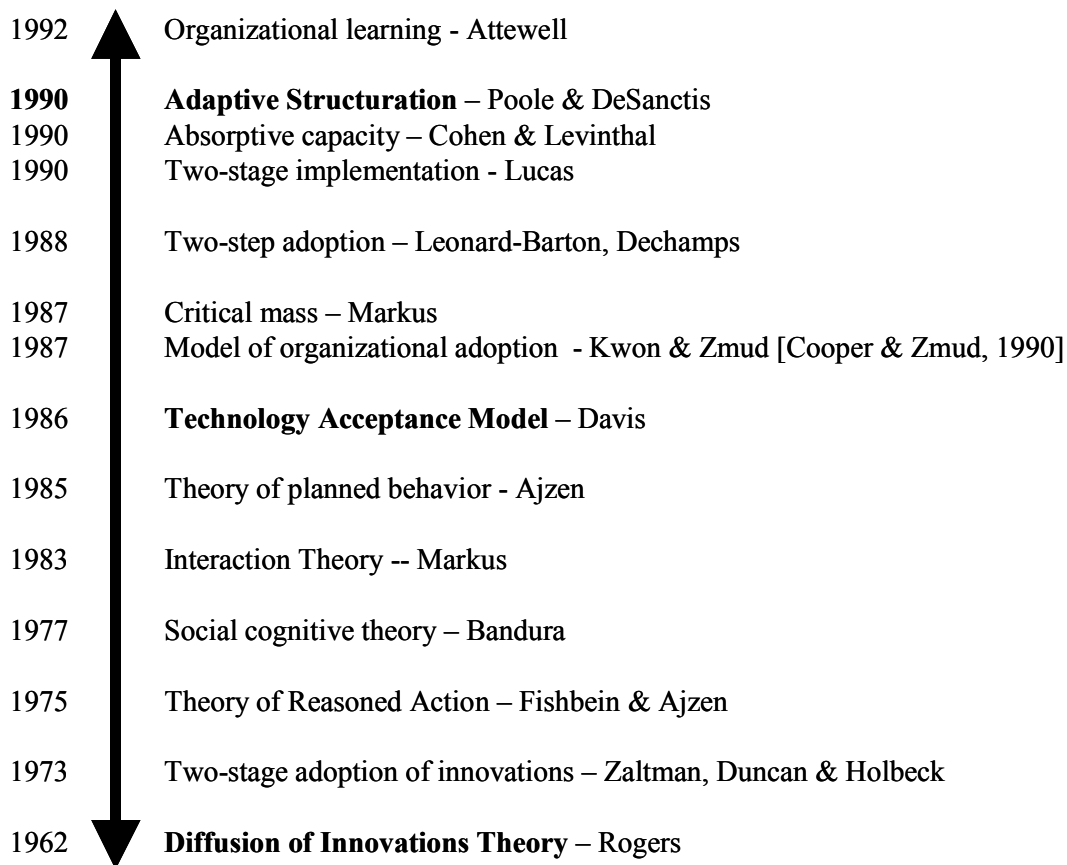 1992 Organizational learning - Attewell
1990 Adaptive Structuration – Poole & DeSanctis
1990 Absorptive capacity – Cohen & Levinthal
1990 Two-stage implementation - Lucas
1988 Two-step adoption – Leonard-Barton, Dechamps
1987 Critical mass – Markus
1987 Model of organizational adoption - Kwon & Zmud [Cooper & Zmud, 1990]
1986 Technology Acceptance Model – Davis
1985 Theory of planned behavior - Ajzen
1983 Interaction Theory -- Markus
1977 Social cognitive theory – Bandura
1975 Theory of Reasoned Action – Fishbein & Ajzen
1973 Two-stage adoption of innovations – Zaltman, Duncan & Holbeck
1962 Diffusion of Innovations Theory – Rogers